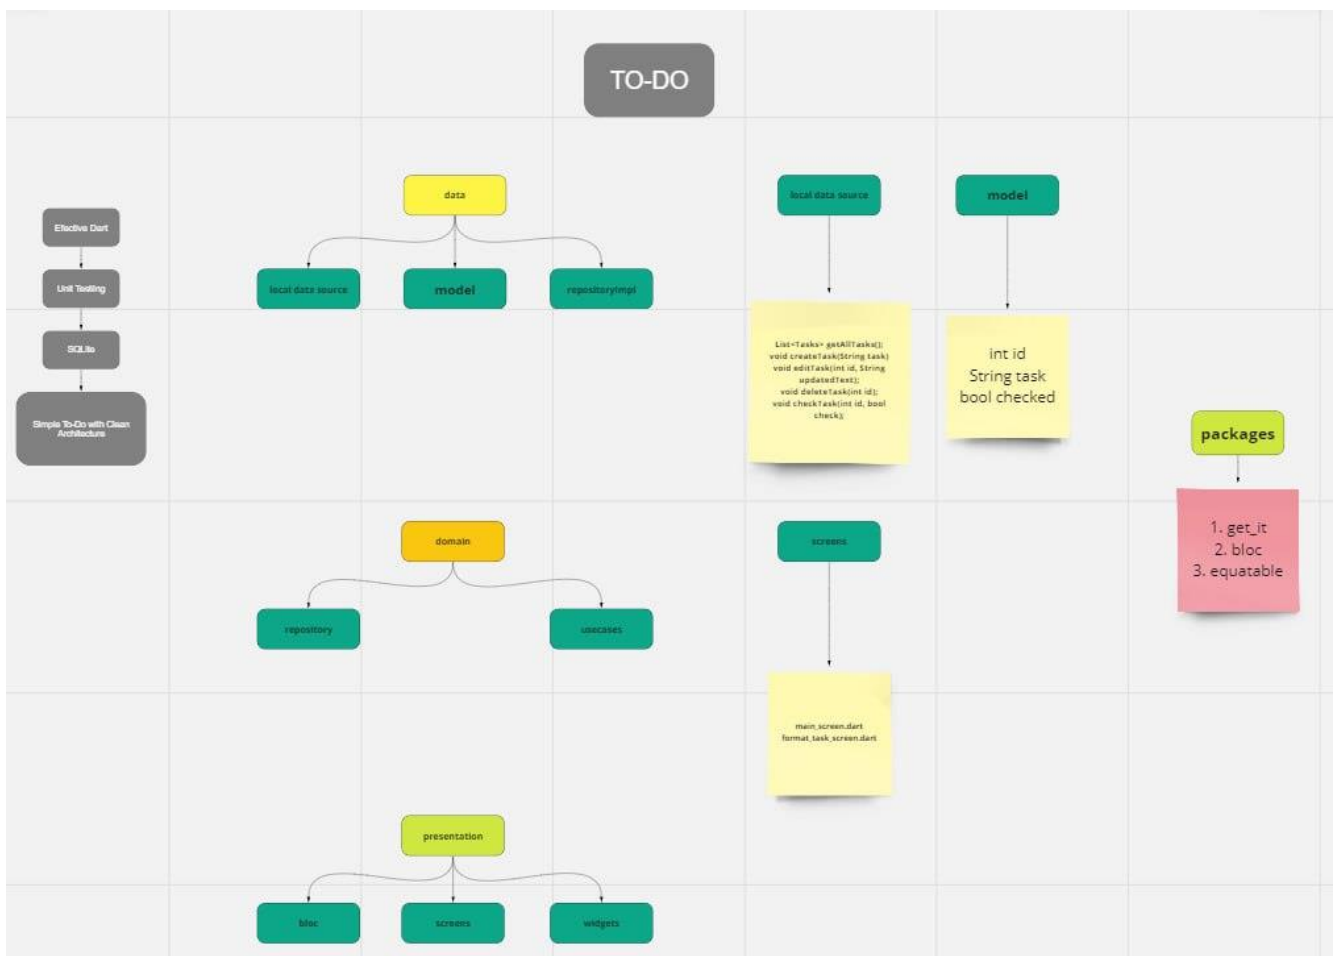 TO-DO
Efective Dart
Unit Testing
SQLite
Simple To-Do with Clean
Architecture
data
local data source
model
repositoryImpl
domain
repository
usecases
presentation
bloc
screens
widgets
local data source
List<Tasks> getAllTasks();
void createTask(String task)
void editTask(int id, String
updatedText);
void deleteTask(int id);
void checkTask(int id, bool
check);
model
int id
String task
bool checked
screens
main_screen.dart
format_task_screen.dart
packages
1. get_it
2. bloc
3. equatable